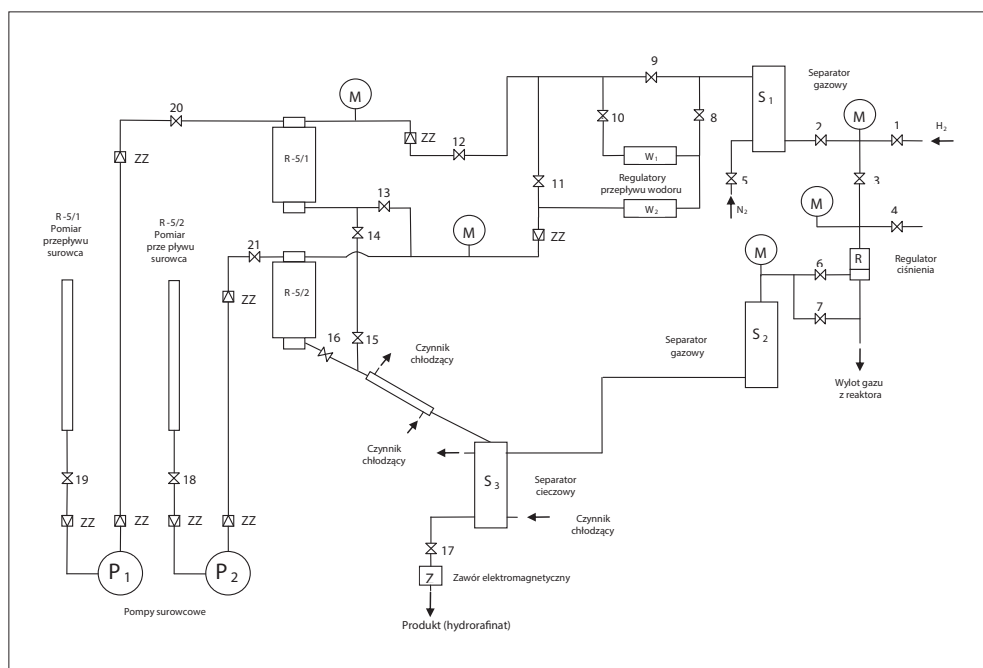 9
Separator
gazowy
S1
20
M
M
ZZ
12
10
8
2
1
H2
ZZ
R-5/1
W1
Regulatory
przepływu wodoru
5
3
13
11
W2
N2
M
4
R-5/1
Pomiar
przepływu
surowca
R-5/2
Pomiar
prze pływu
surowca
14
M
ZZ
21
M
6
R
Regulator
ciśnienia
ZZ
R-5/2
7
16
15
Czynnik
chłodzący
Separator
gazowy
S2
Wylot gazu
z reaktora
Czynnik
chłodzący
19
18
S3
Separator
cieczowy
Czynnik
chłodzący
ZZ
ZZ
ZZ
ZZ
17
P1
P2
7
Zawór elektromagnetyczny
Pompy surowcowe
Produkt (hydrorafinat)